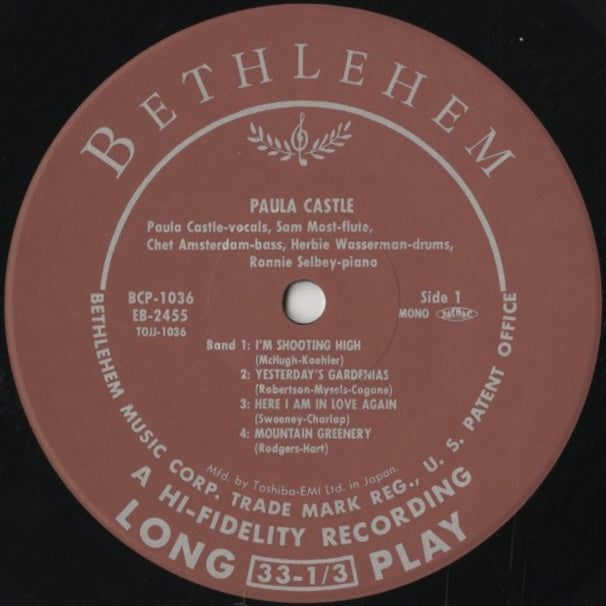 BETHLEHEM
PAULA CASTLE
Paula Castle-vocals, Sam Most-flute,
Chet Amsterdam-bass, Herbie Wasserman-drums,
Ronnie Selbey-piano
BCP-1036
EB-2455
TOJJ-1036
Side 1
MONO
Band 1: I'M SHOOTING HIGH
(McHugh-Koehler)
2: YESTERDAY'S GARDENIAS
(Robertson-Mysels-Cogane)
3: HERE I AM IN LOVE AGAIN
(Sweeney-Charlap)
4: MOUNTAIN GREENERY
(Rodgers-Hart)
Mfd. by Toshiba-EMI Ltd. in Japan.
BETHLEHEM MUSIC CORP. TRADE MARK REG., U. S. PATENT OFFICE
A HI-FIDELITY RECORDING
LONG 33-1/3 PLAY